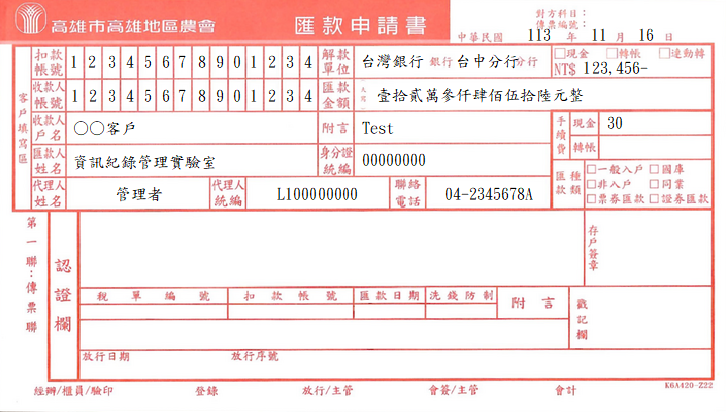 高雄市高雄地區農會
匯款申請書
對方科目:
傳票編號:
中華民國 113 年 11 月 16 日
扣款帳號 1 2 3 4 5 6 7 8 9 0 1 2 3 4 解款單位 台灣銀行 銀行 台中分行 分行 □現金 □轉帳 □連動轉
NT$ 123,456-
收款人帳號 1 2 3 4 5 6 7 8 9 0 1 2 3 4 匯款金額 大寫 壹拾貳萬參仟肆佰伍拾陸元整
客戶填寫區
收款人戶名 ○○客戶 附言 Test 手續費 現金 30
轉帳
匯款人姓名 資訊紀錄管理實驗室 身分證統編 00000000
匯款種類 □一般入戶 □國庫
□非入戶 □同業
□票券匯款 □證券匯款
代理人姓名 管理者 代理人統編 L100000000 聯絡電話 04-2345678A
第一聯:傳票聯
認證欄
存戶簽章
稅單編號 扣款帳號 匯款日期 洗錢防制 附言
戳記欄
放行日期 放行序號
經辦/櫃員/驗印 登錄 放行/主管 會簽/主管 會計
K6A420-Z22